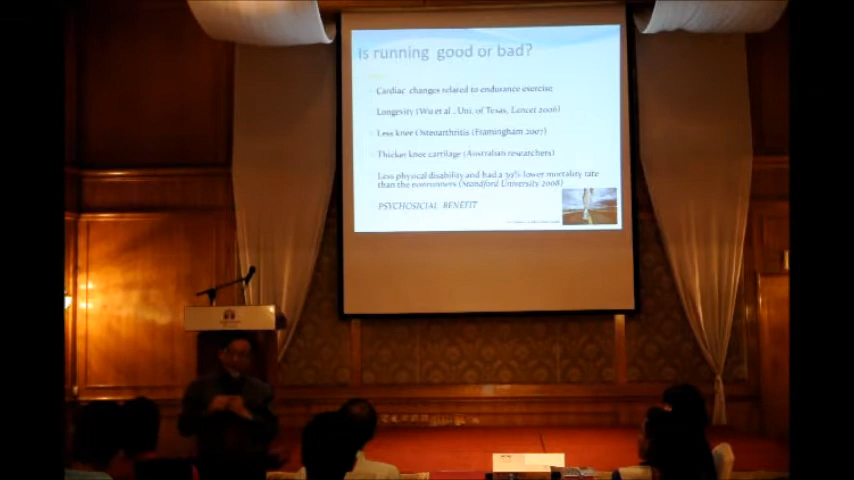 Is running good or bad?
Cardiac changes related to endurance exercise
Longevity (Wu et al , Uni. of Texas, Lancet 2006)
Less knee Osteoarthritis (Framingham 2007)
Thicker knee cartilage (Australian researchers)
Less physical disability and had a 39% lower mortality rate
than the nonrunners (Standford University 2008)
PSYCHOSICIAL BENEFIT